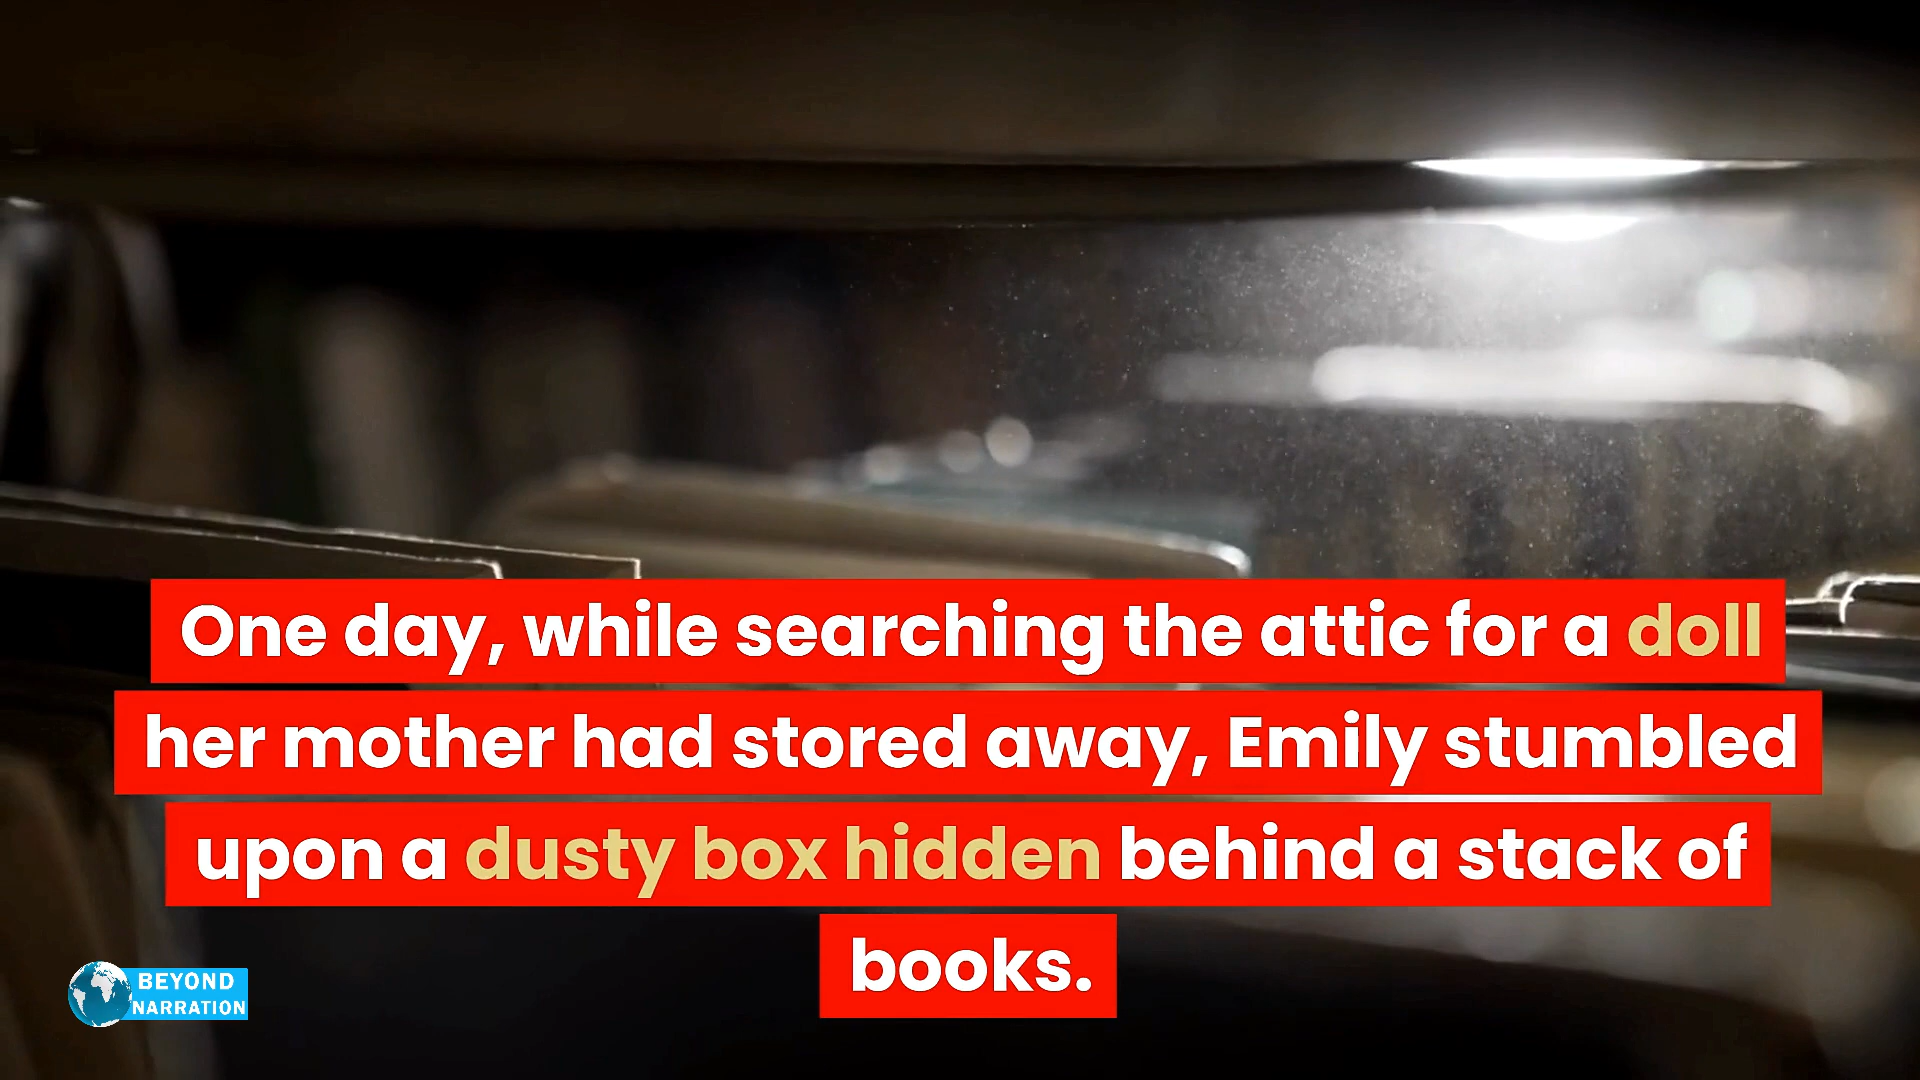 One day, while searching the attic for a doll
her mother had stored away, Emily stumbled
upon a dusty box hidden behind a stack of
books.
BEYOND
NARRATION